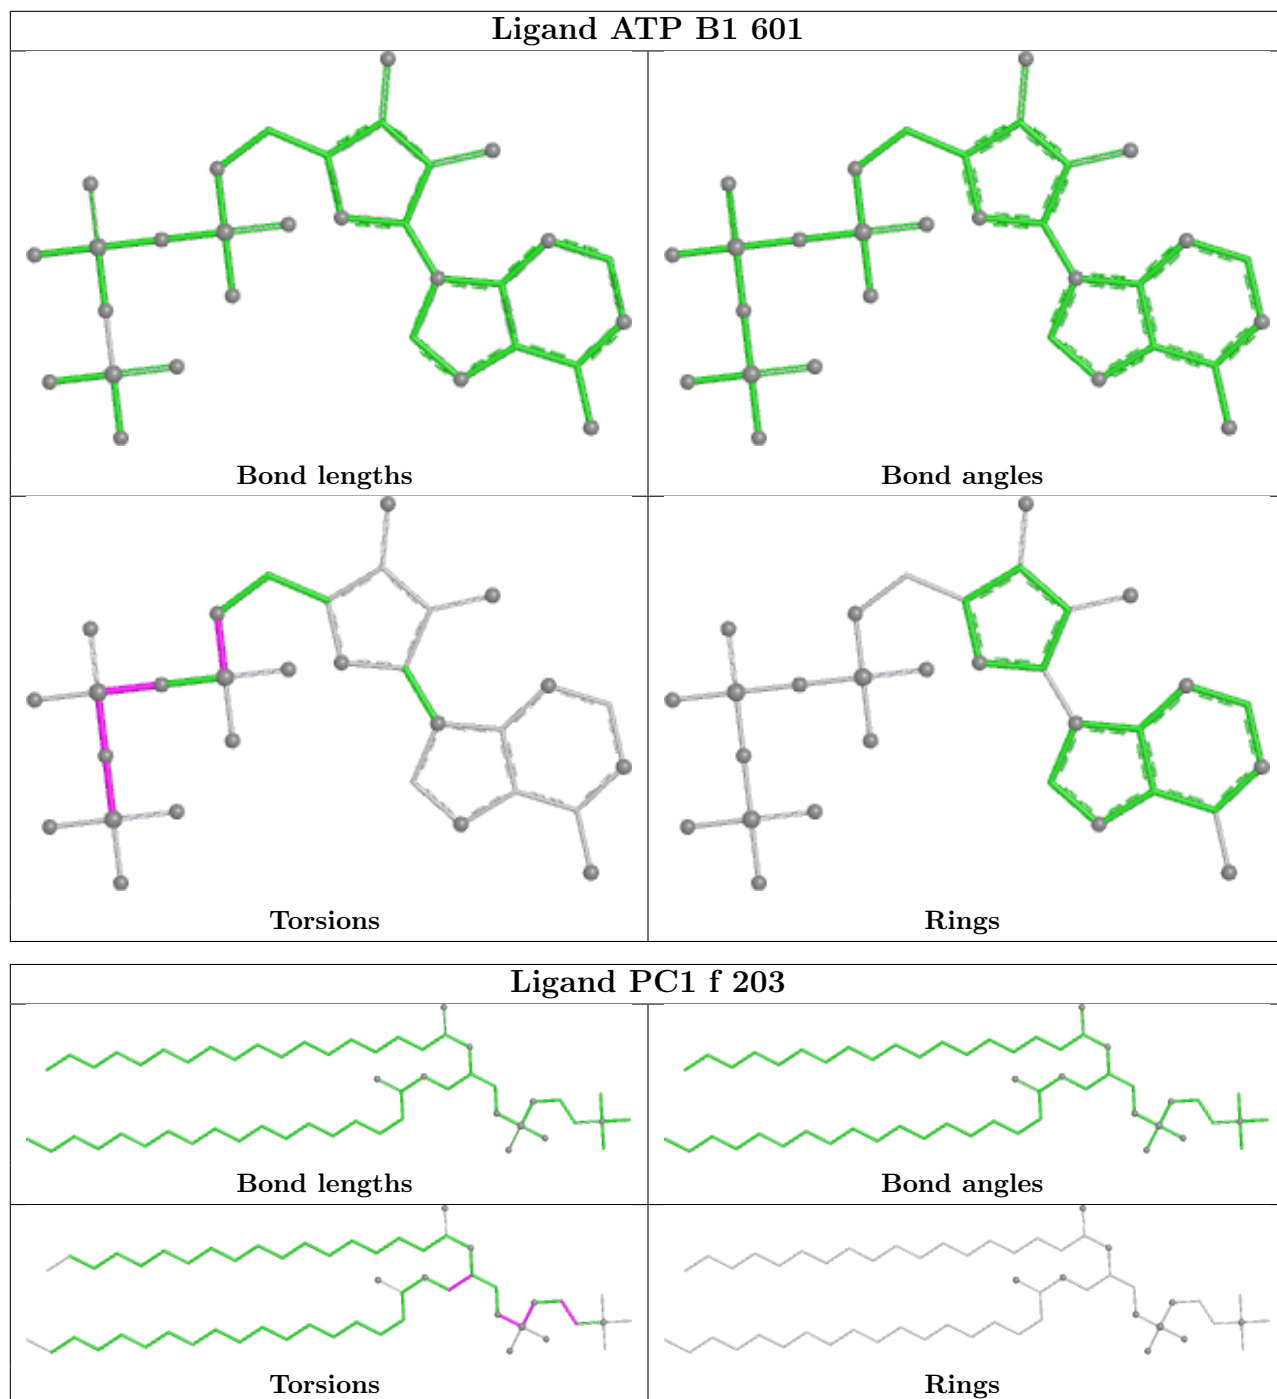 Ligand ATP B1 601
Bond lengths
Bond angles
Torsions
Rings
Ligand PC1 f 203
Bond lengths
Bond angles
Torsions
Rings